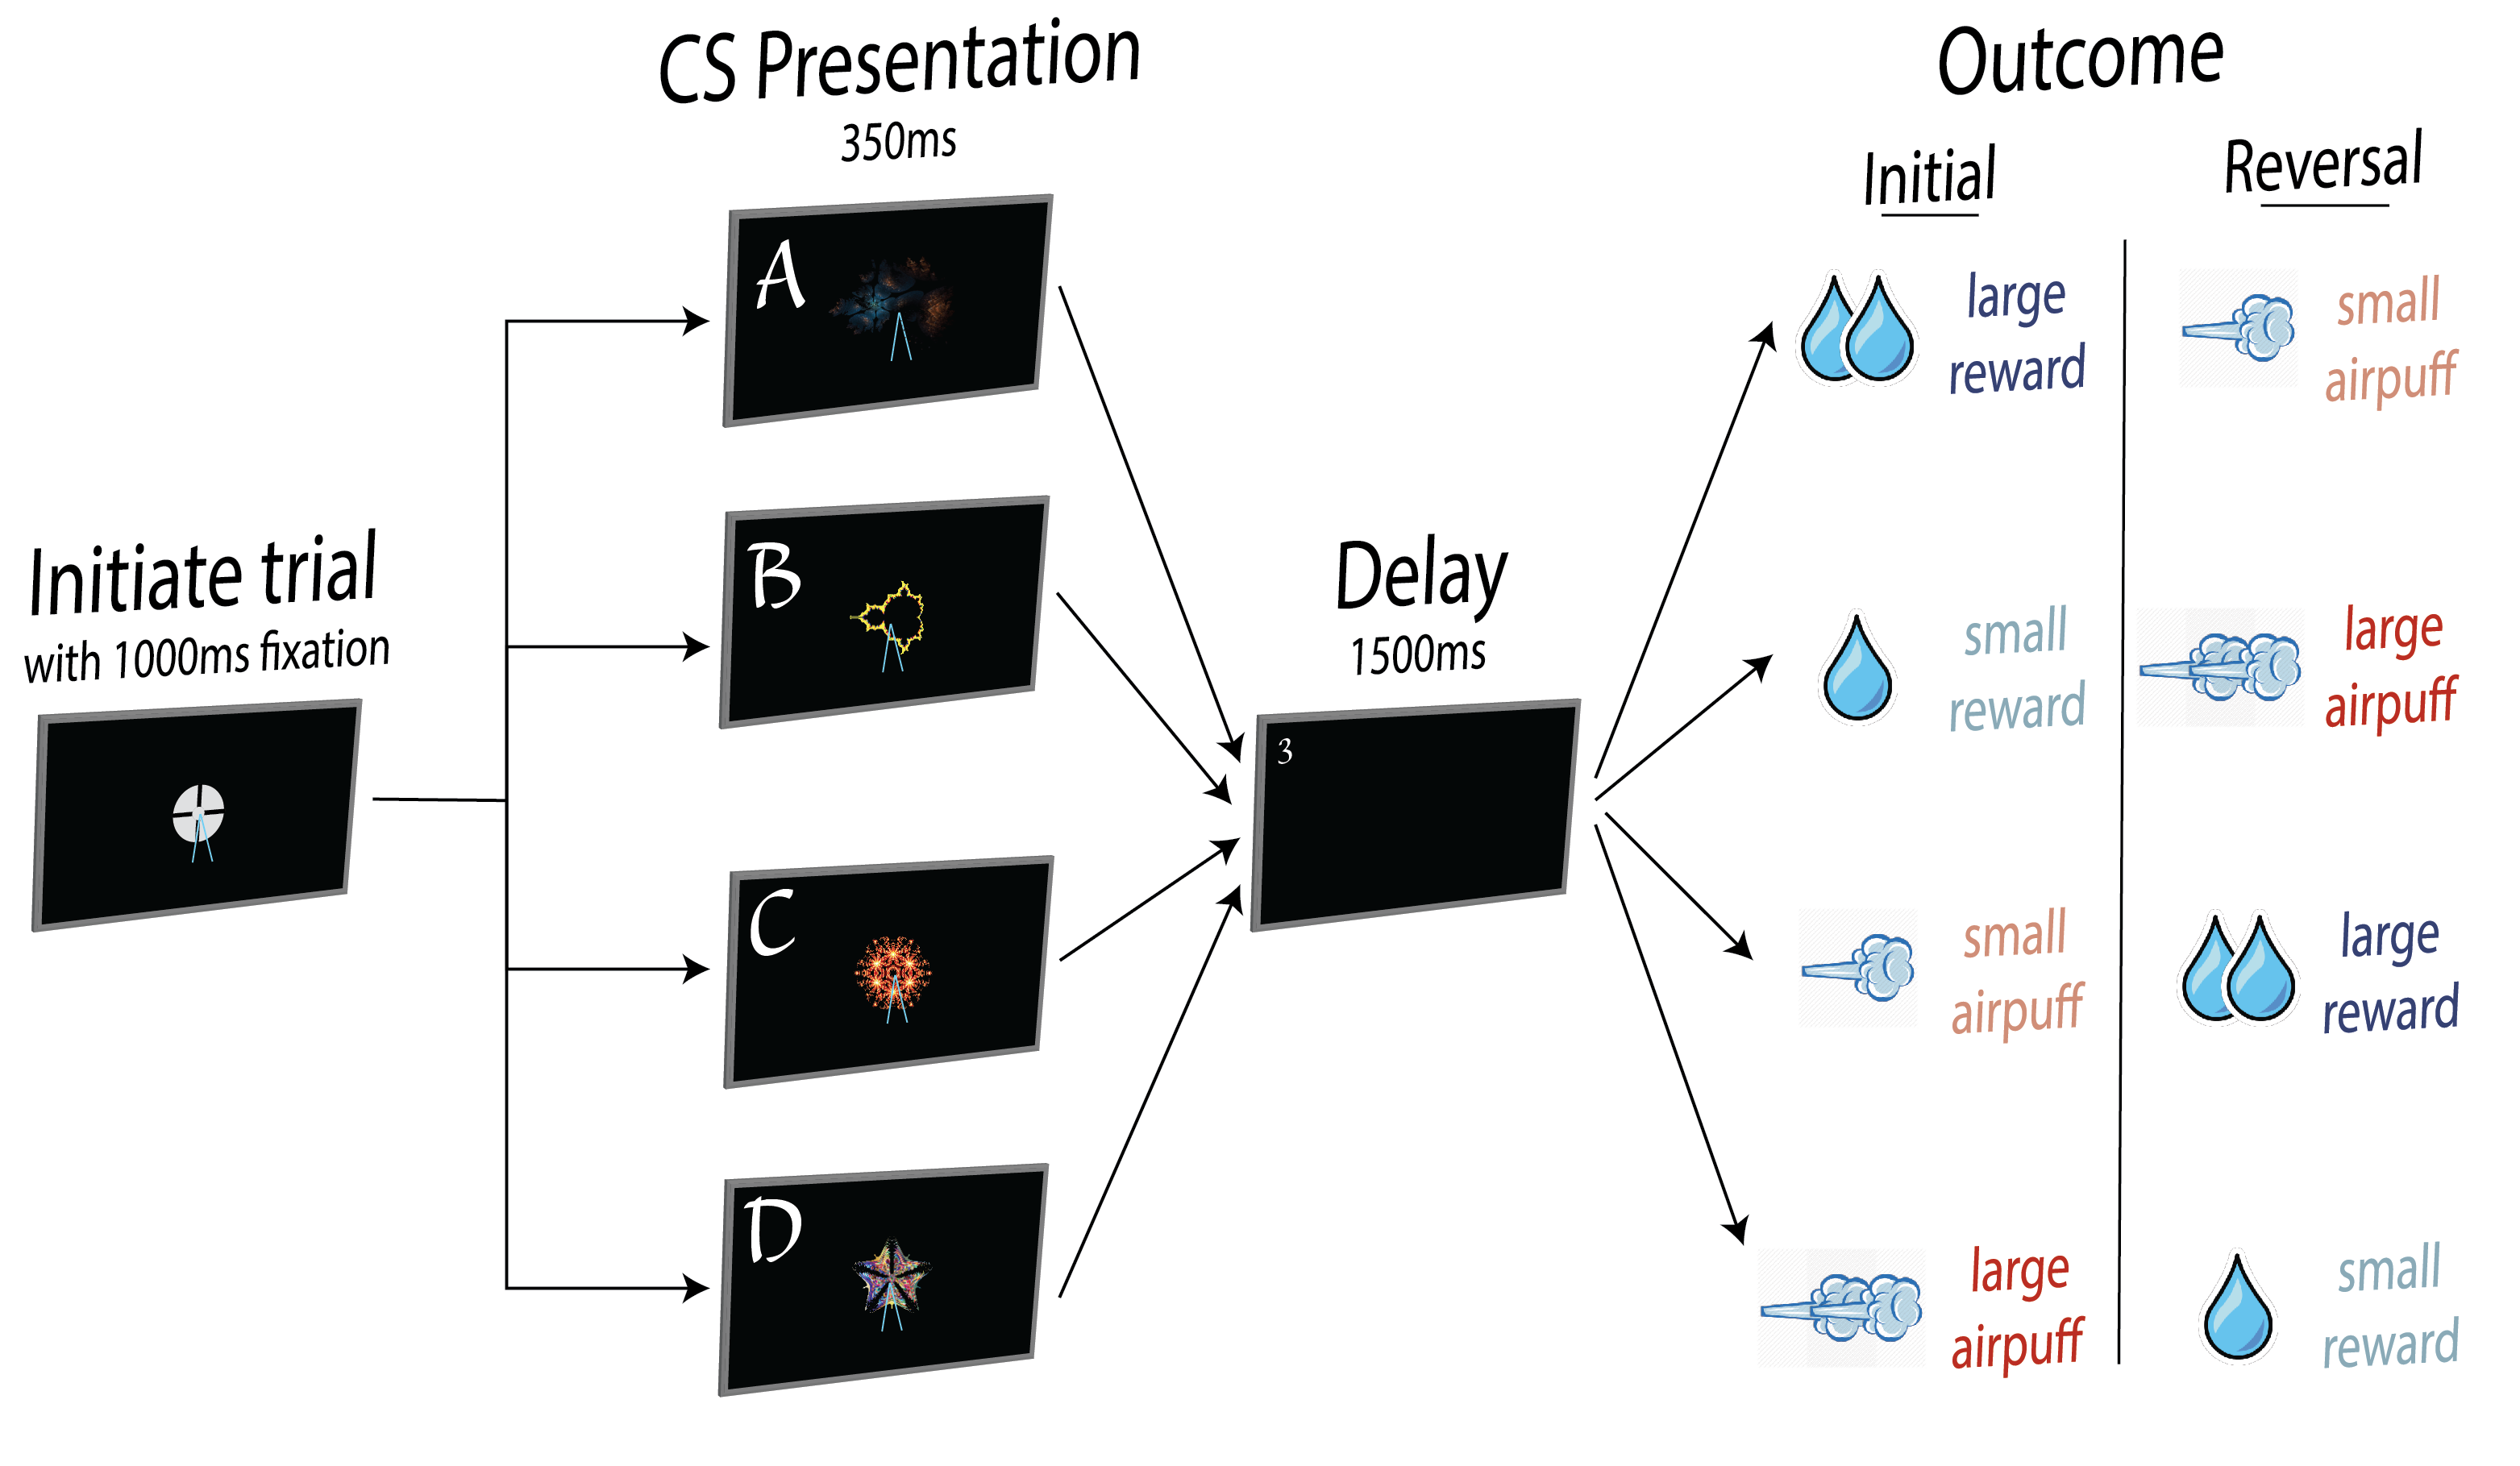 CS Presentation
350ms
Outcome
Initial
Reversal
Initiate trial
with 1000ms fixation
A
B
C
D
Delay
1500ms
3
large
reward
small
airpuff
small
reward
large
airpuff
small
airpuff
large
reward
large
airpuff
small
reward